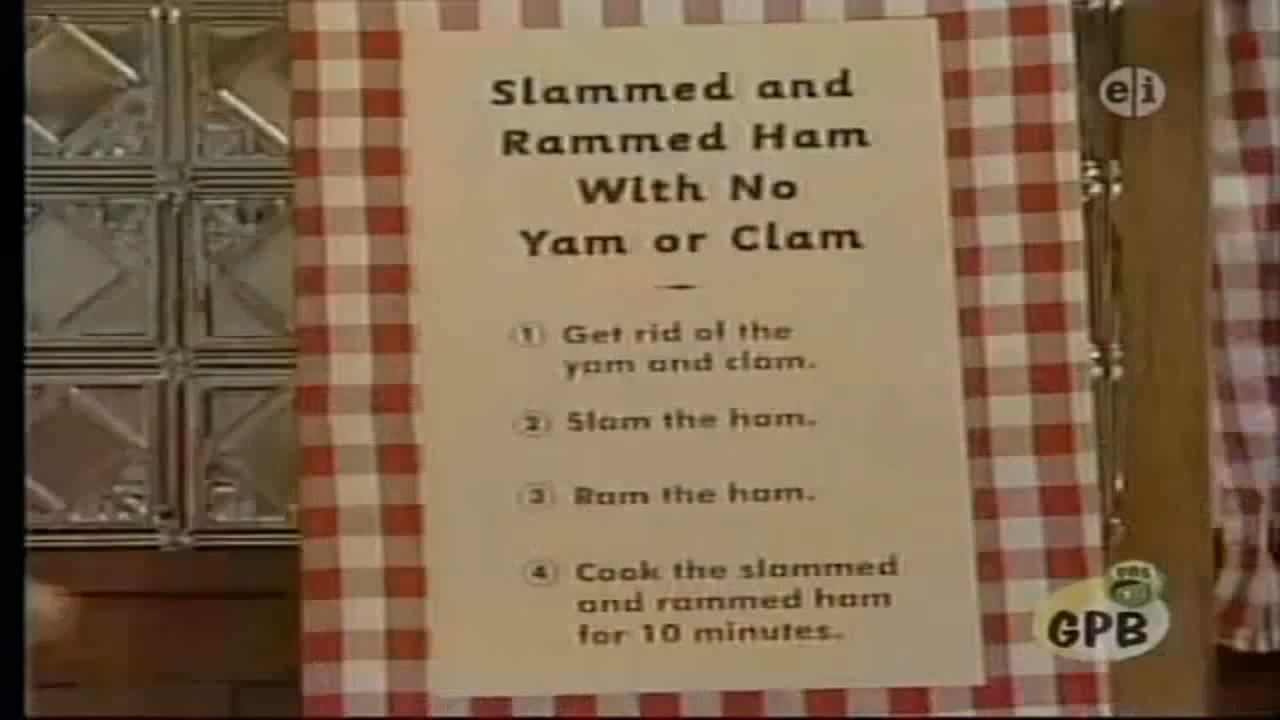 Slammed and
Rammed Ham
With No
Yam or Clam
1 Get rid of the
yam and clam.
2 Slam the ham.
3 Ram the ham.
4 Cook the slammed
and rammed ham
for 10 minutes.
e|i
PBS
GPB